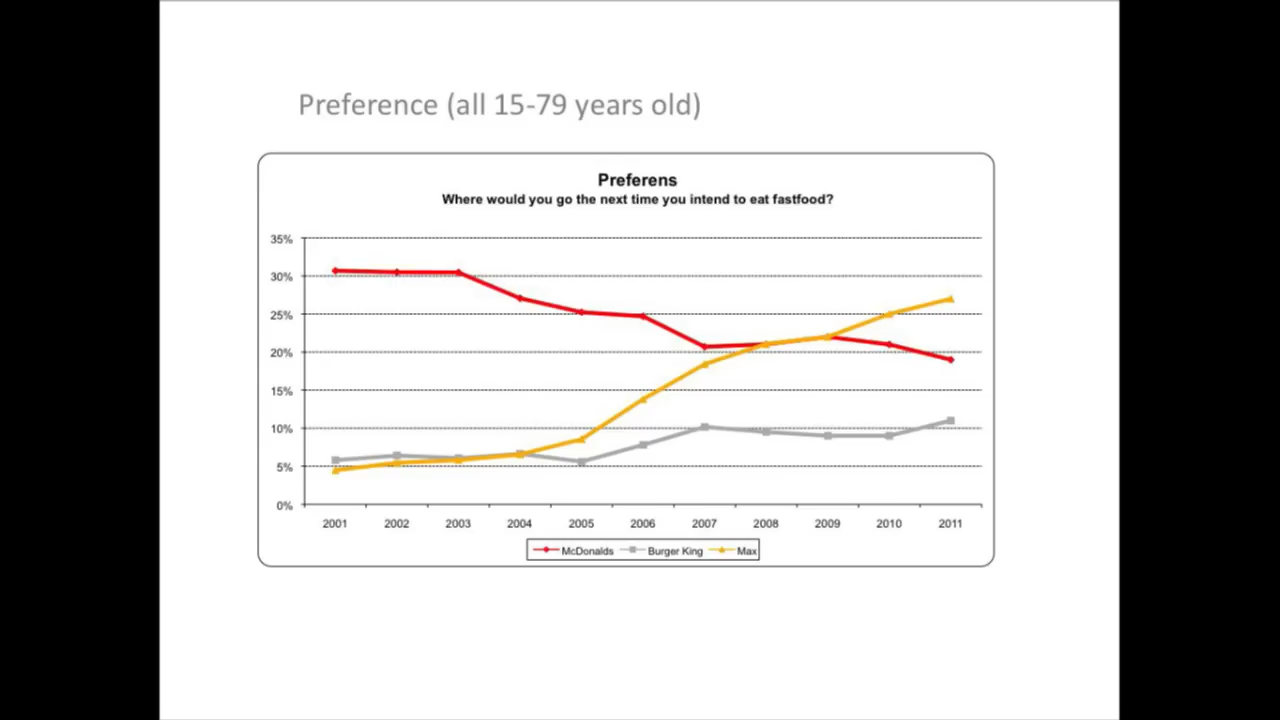 Preference (all 15-79 years old)
Preferens
Where would you go the next time you intend to eat fastfood?
35%
30%
25%
20%
15%
10%
5%
0%
2001 2002 2003 2004 2005 2006 2007 2008 2009 2010 2011
McDonalds Burger King Max